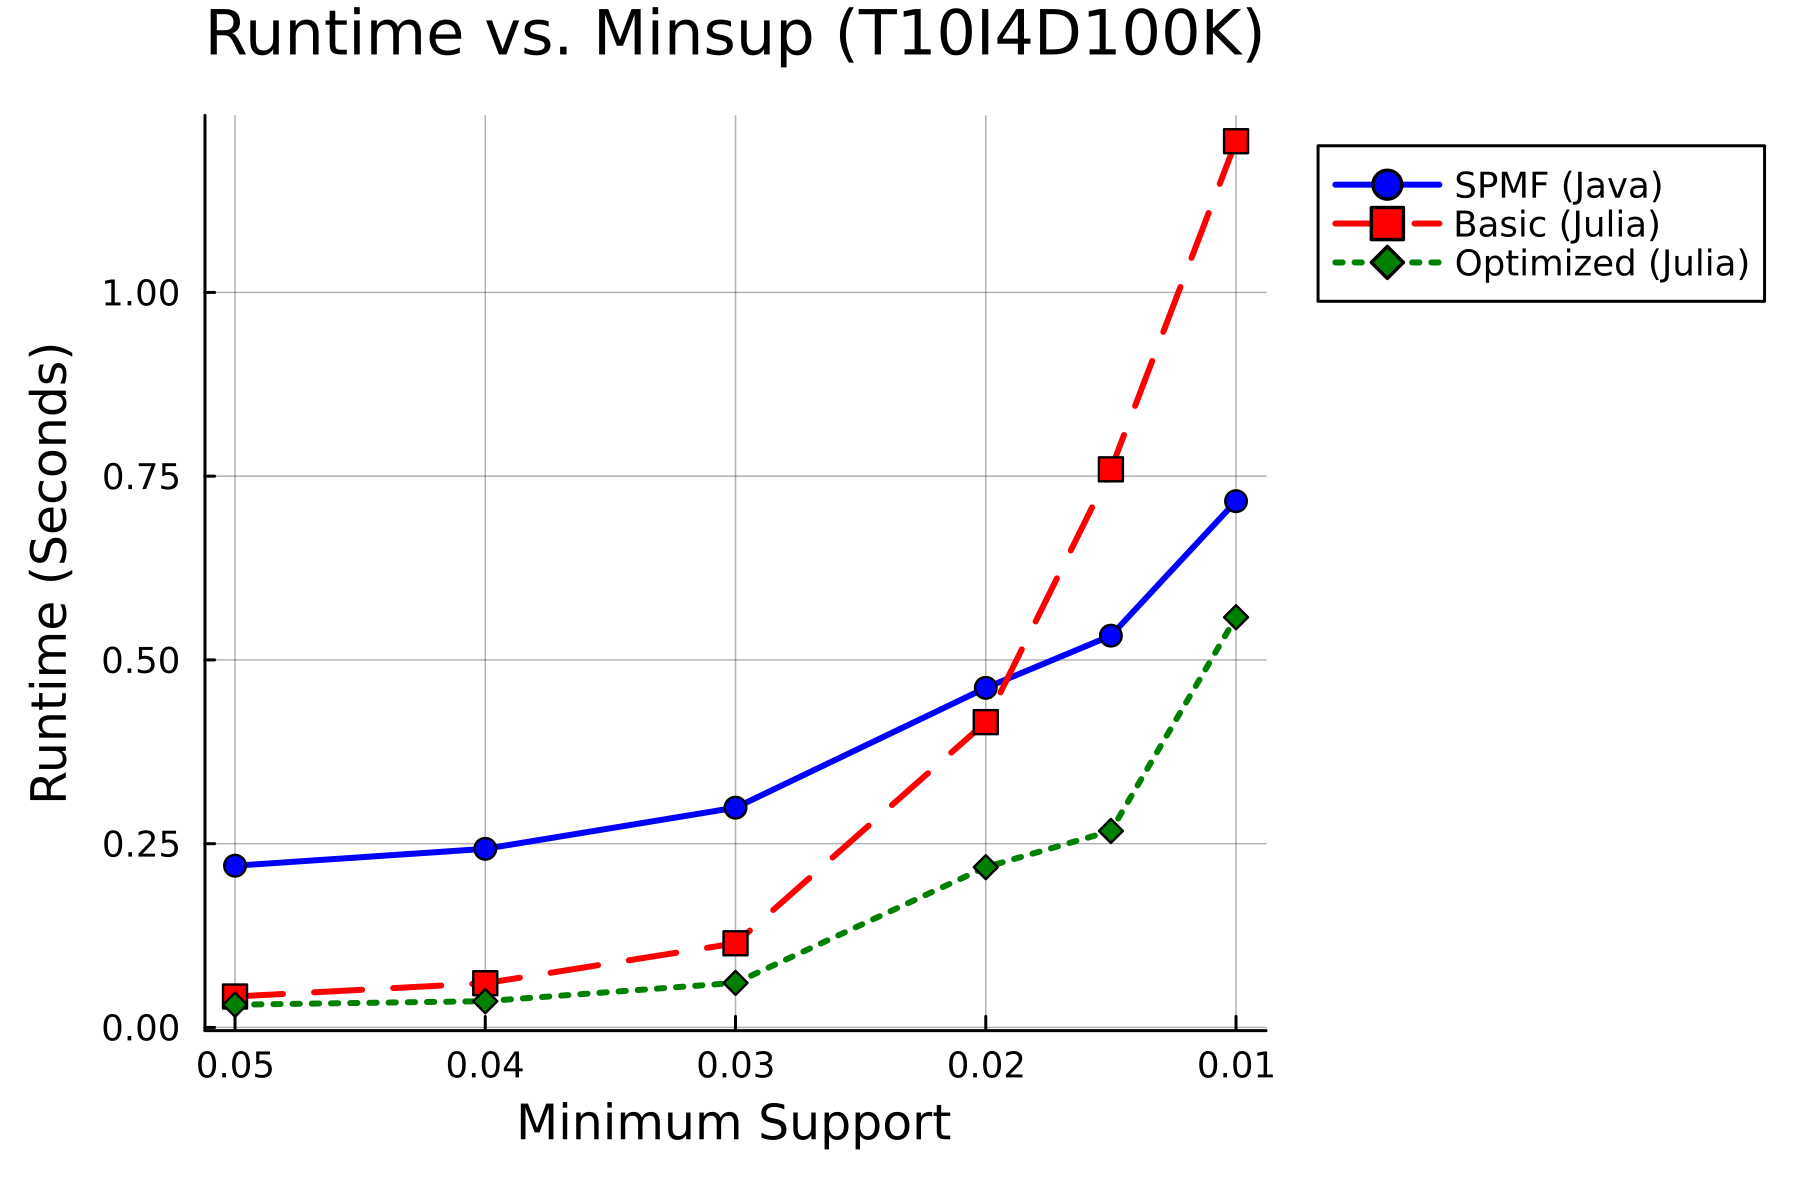 Runtime vs. Minsup (T10I4D100K)
SPMF (Java)
Basic (Julia)
Optimized (Julia)
Runtime (Seconds)
1.00
0.75
0.50
0.25
0.00
0.05 0.04 0.03 0.02 0.01
Minimum Support